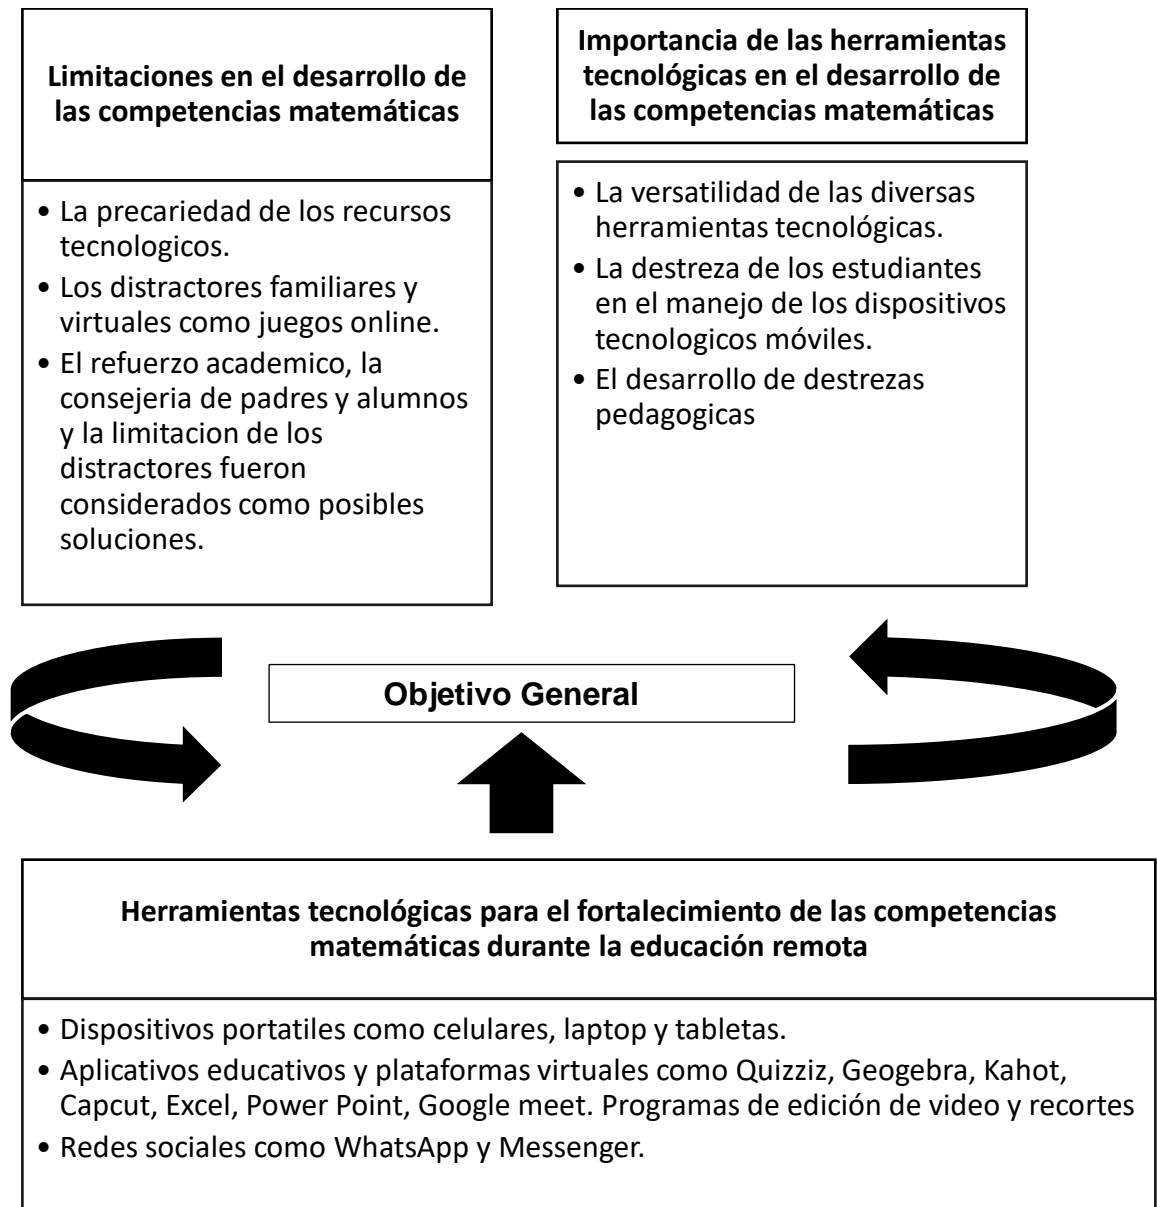 Limitaciones en el desarrollo de
las competencias matemáticas
• La precariedad de los recursos
tecnologicos.
• Los distractores familiares y
virtuales como juegos online.
• El refuerzo academico, la
consejeria de padres y alumnos
y la limitacion de los
distractores fueron
considerados como posibles
soluciones.
Importancia de las herramientas
tecnológicas en el desarrollo de
las competencias matemáticas
• La versatilidad de las diversas
herramientas tecnológicas.
• La destreza de los estudiantes
en el manejo de los dispositivos
tecnologicos móviles.
• El desarrollo de destrezas
pedagogicas
Objetivo General
Herramientas tecnológicas para el fortalecimiento de las competencias
matemáticas durante la educación remota
• Dispositivos portatiles como celulares, laptop y tabletas.
• Aplicativos educativos y plataformas virtuales como Quizziz, Geogebra, Kahot,
Capcut, Excel, Power Point, Google meet. Programas de edición de video y recortes
• Redes sociales como WhatsApp y Messenger.